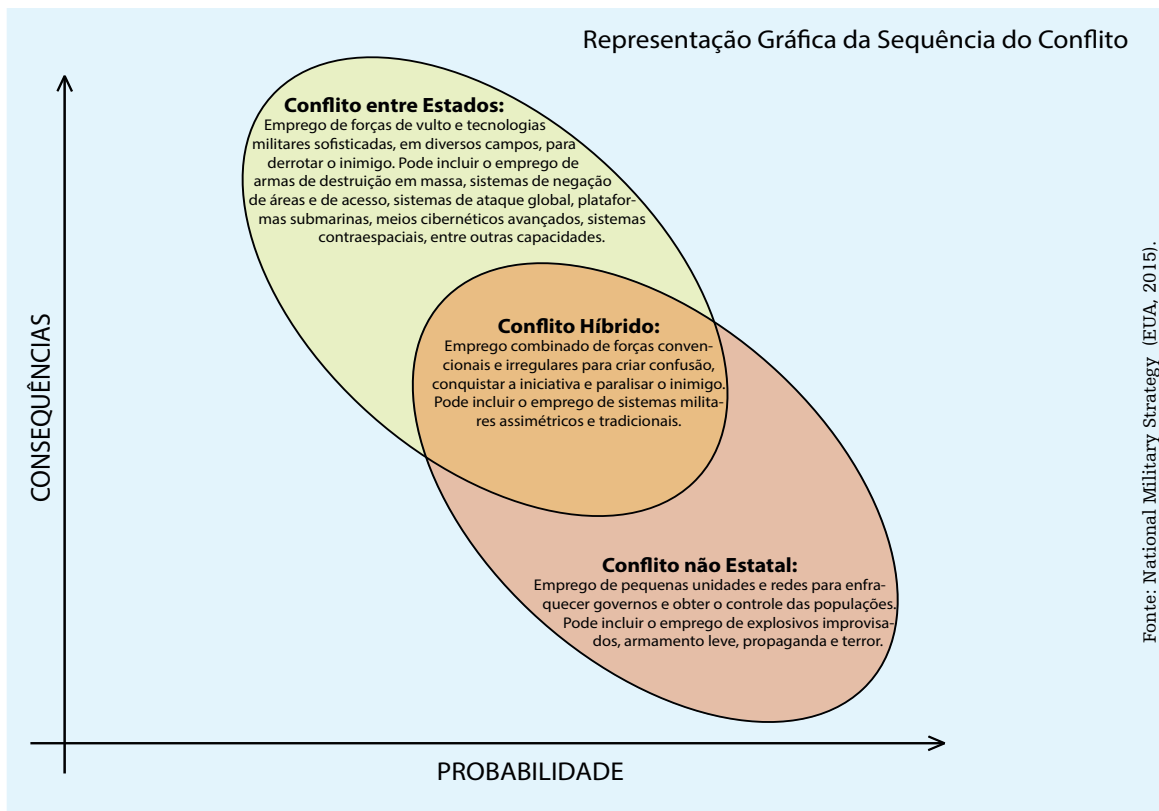 Representação Gráfica da Sequência do Conflito
Conflito entre Estados:
Emprego de forças de vulto e tecnologias
militares sofisticadas, em diversos campos, para
derrotar o inimigo. Pode incluir o emprego de
armas de destruição em massa, sistemas de negação
de áreas e de acesso, sistemas de ataque global, platafor-
mas submarinas, meios cibernéticos avançados, sistemas
contraespaciais, entre outras capacidades.
Conflito Híbrido:
Emprego combinado de forças conven-
cionais e irregulares para criar confusão,
conquistar a iniciativa e paralisar o inimigo.
Pode incluir o emprego de sistemas milita-
res assimétricos e tradicionais.
Conflito não Estatal:
Emprego de pequenas unidades e redes para enfra-
quecer governos e obter o controle das populações.
Pode incluir o emprego de explosivos improvisa-
dos, armamento leve, propaganda e terror.
CONSEQUÊNCIAS
PROBABILIDADE
Fonte: National Military Strategy (EUA, 2015).